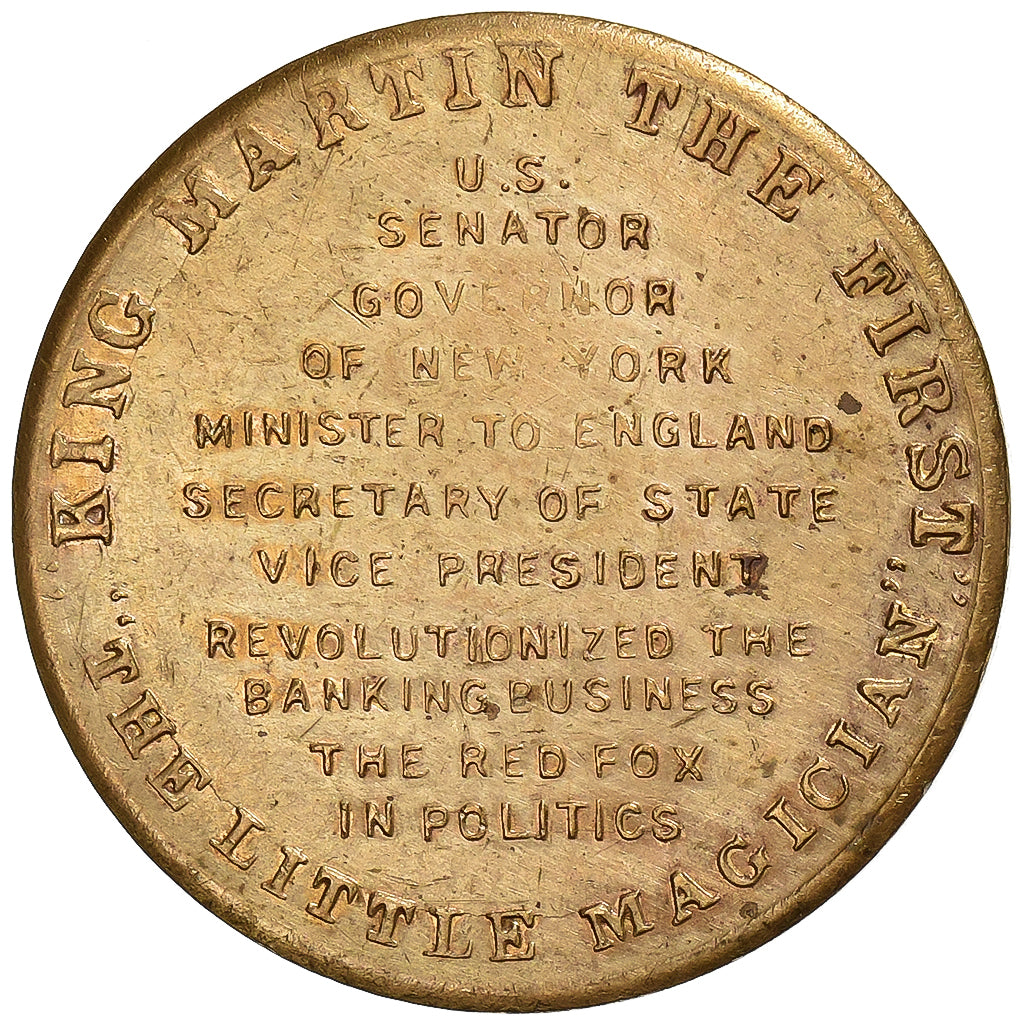 "KING MARTIN THE FIRST"
U.S.
SENATOR
GOVERNOR
OF NEW YORK
MINISTER TO ENGLAND
SECRETARY OF STATE
VICE PRESIDENT
REVOLUTIONIZED THE
BANKING BUSINESS
THE RED FOX
IN POLITICS
"THE LITTLE MAGICIAN"